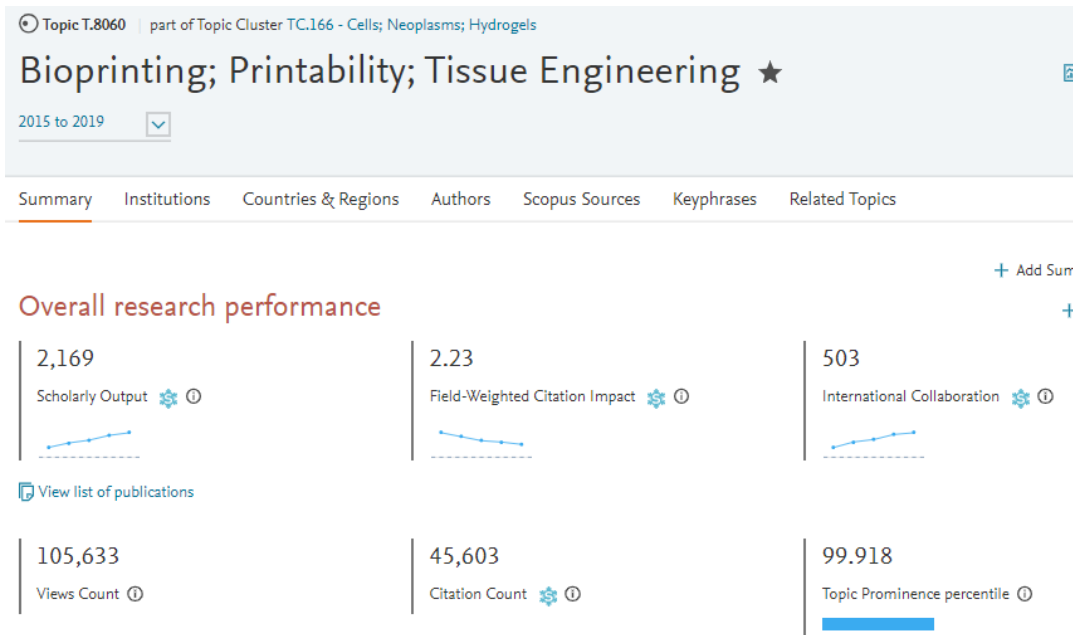 Topic T.8060 part of Topic Cluster TC.166 - Cells; Neoplasms; Hydrogels
Bioprinting; Printability; Tissue Engineering
2015 to 2019
Summary Institutions Countries & Regions Authors Scopus Sources Keyphrases Related Topics
+ Add Sum
Overall research performance
+
2,169 2.23 503
Scholarly Output Field-Weighted Citation Impact International Collaboration
View list of publications
105,633 45,603 99.918
Views Count Citation Count Topic Prominence percentile